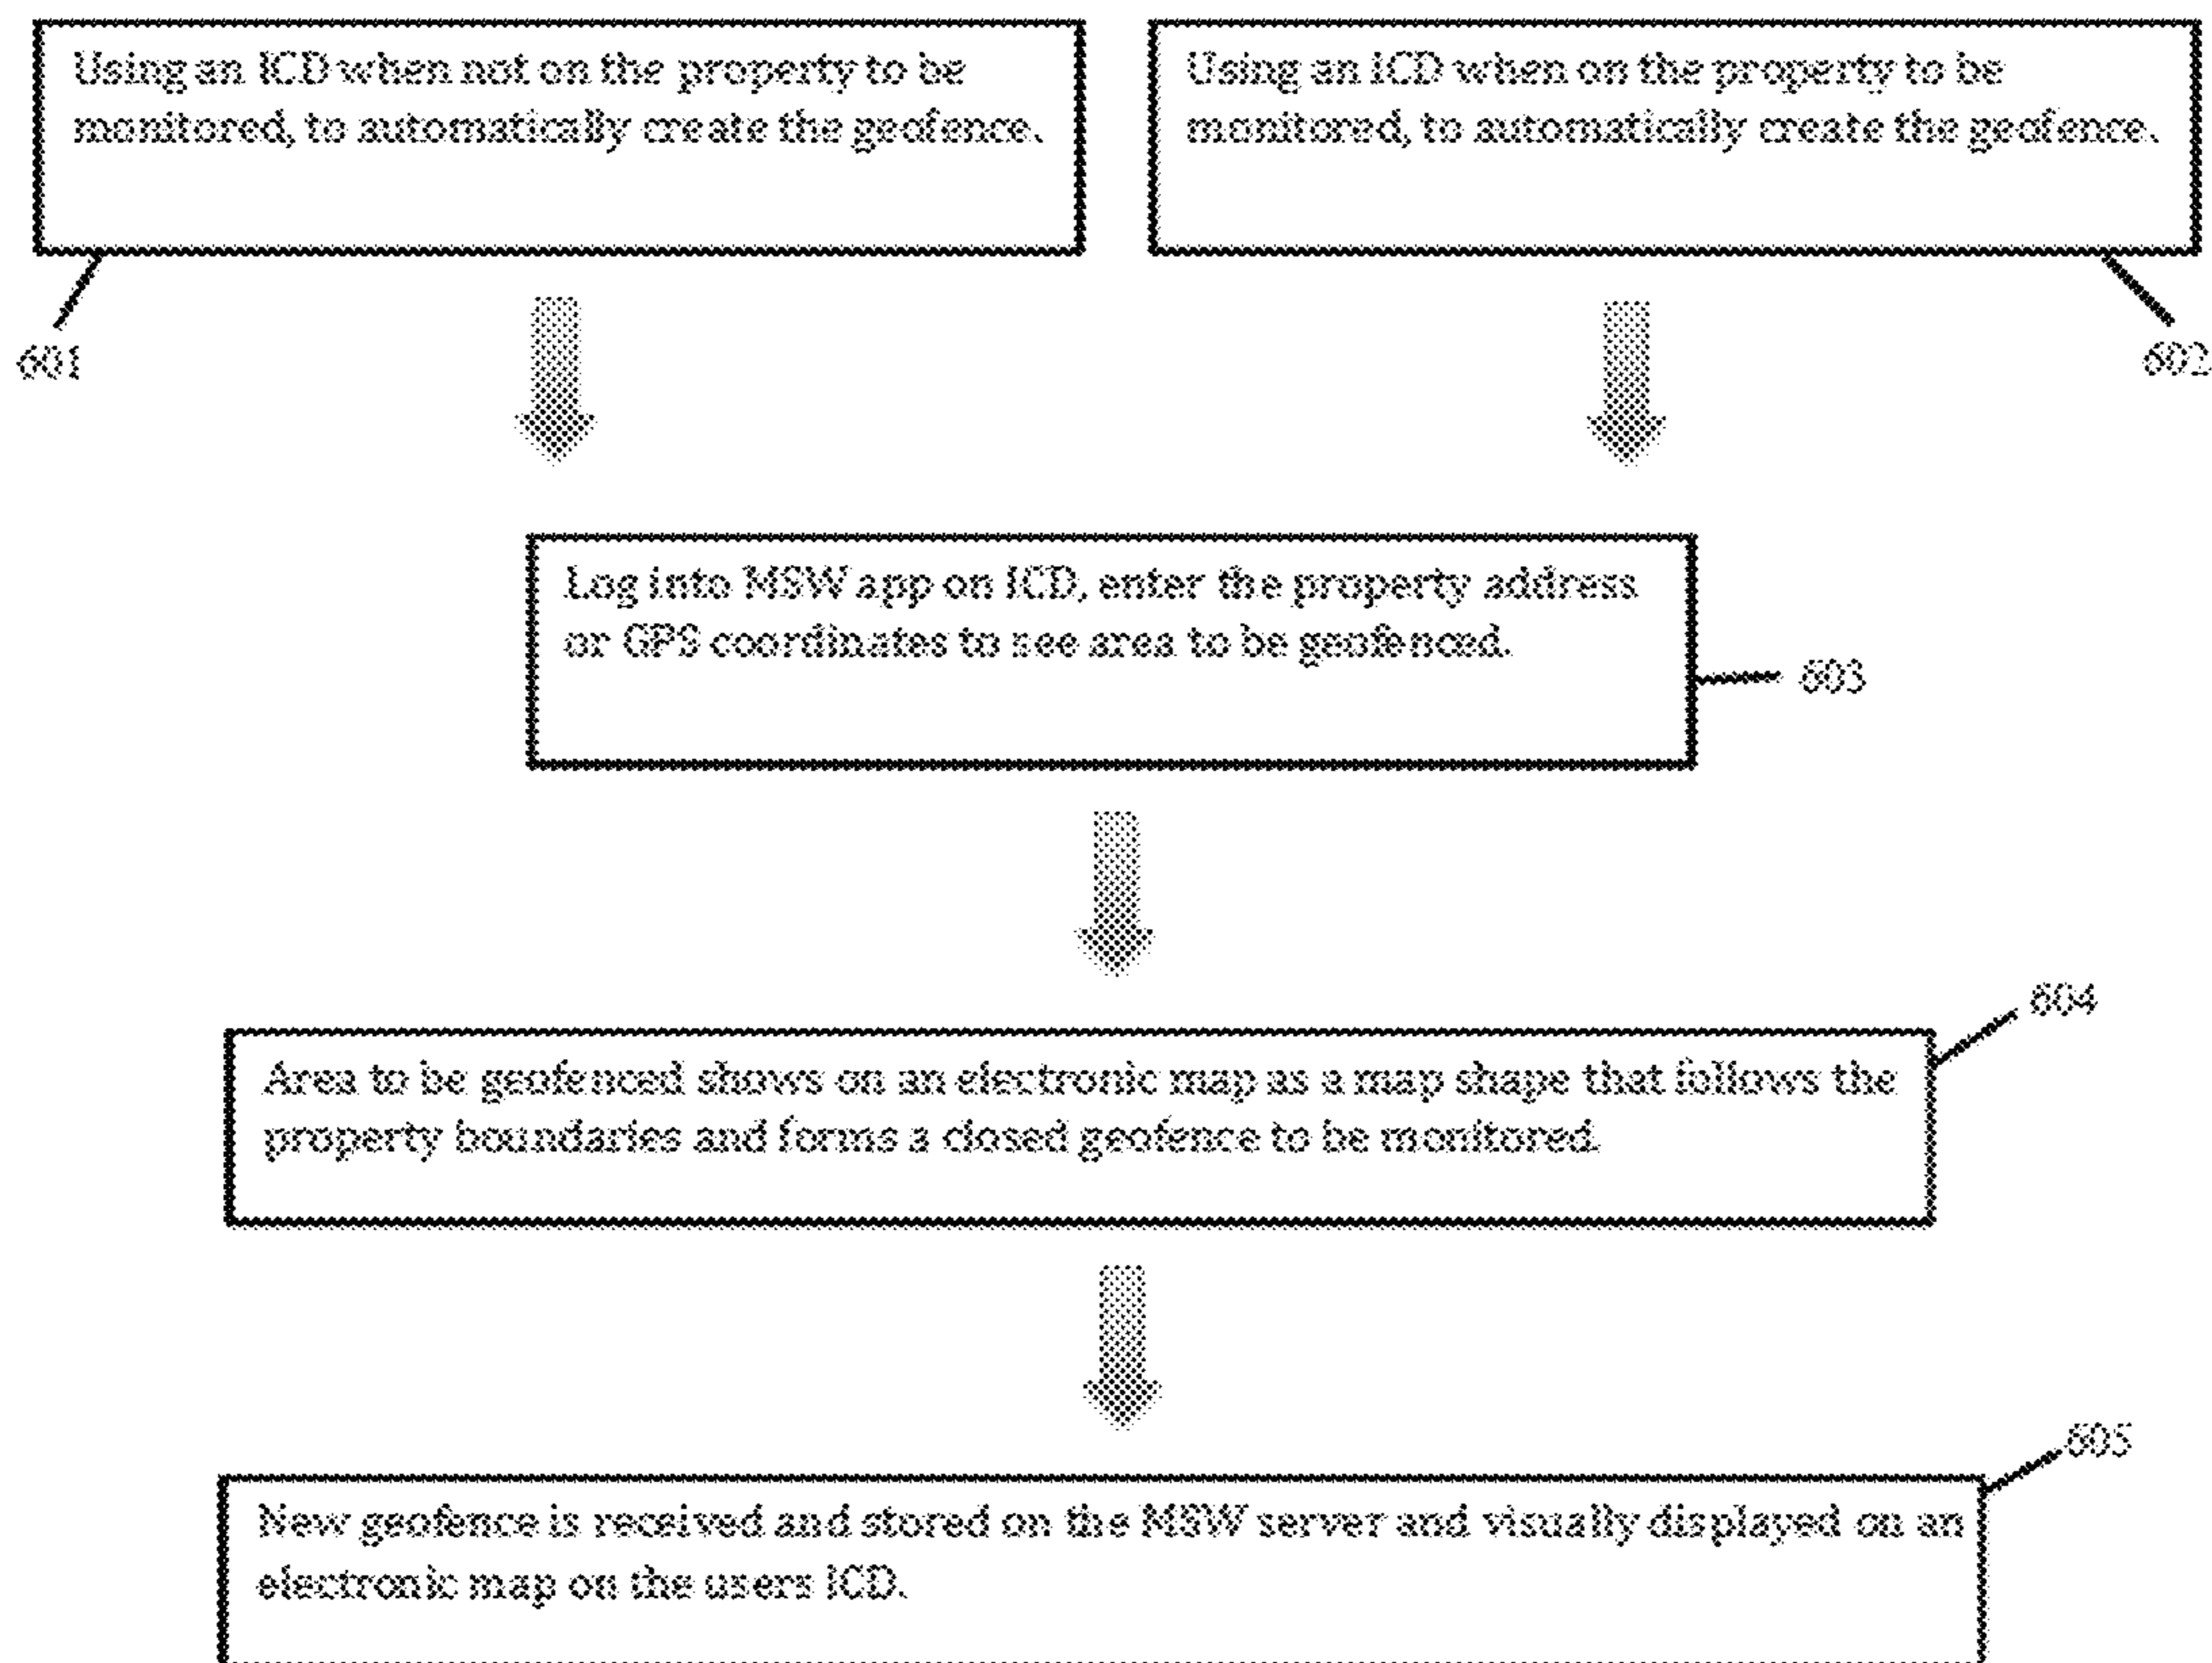 Using an ICD when not on the property to be
monitored, to automatically create the geofence.
Using an ICD when on the property to be
monitored, to automatically create the geofence.
601
602
Log into MSW app on ICD, enter the property address
or GPS coordinates to see area to be geofenced.
603
604
Area to be geofenced shows on an electronic map as a map shape that follows the
property boundaries and forms a closed geofence to be monitored.
605
New geofence is received and stored on the MSW server and visually displayed on an
electronic map on the users ICD.